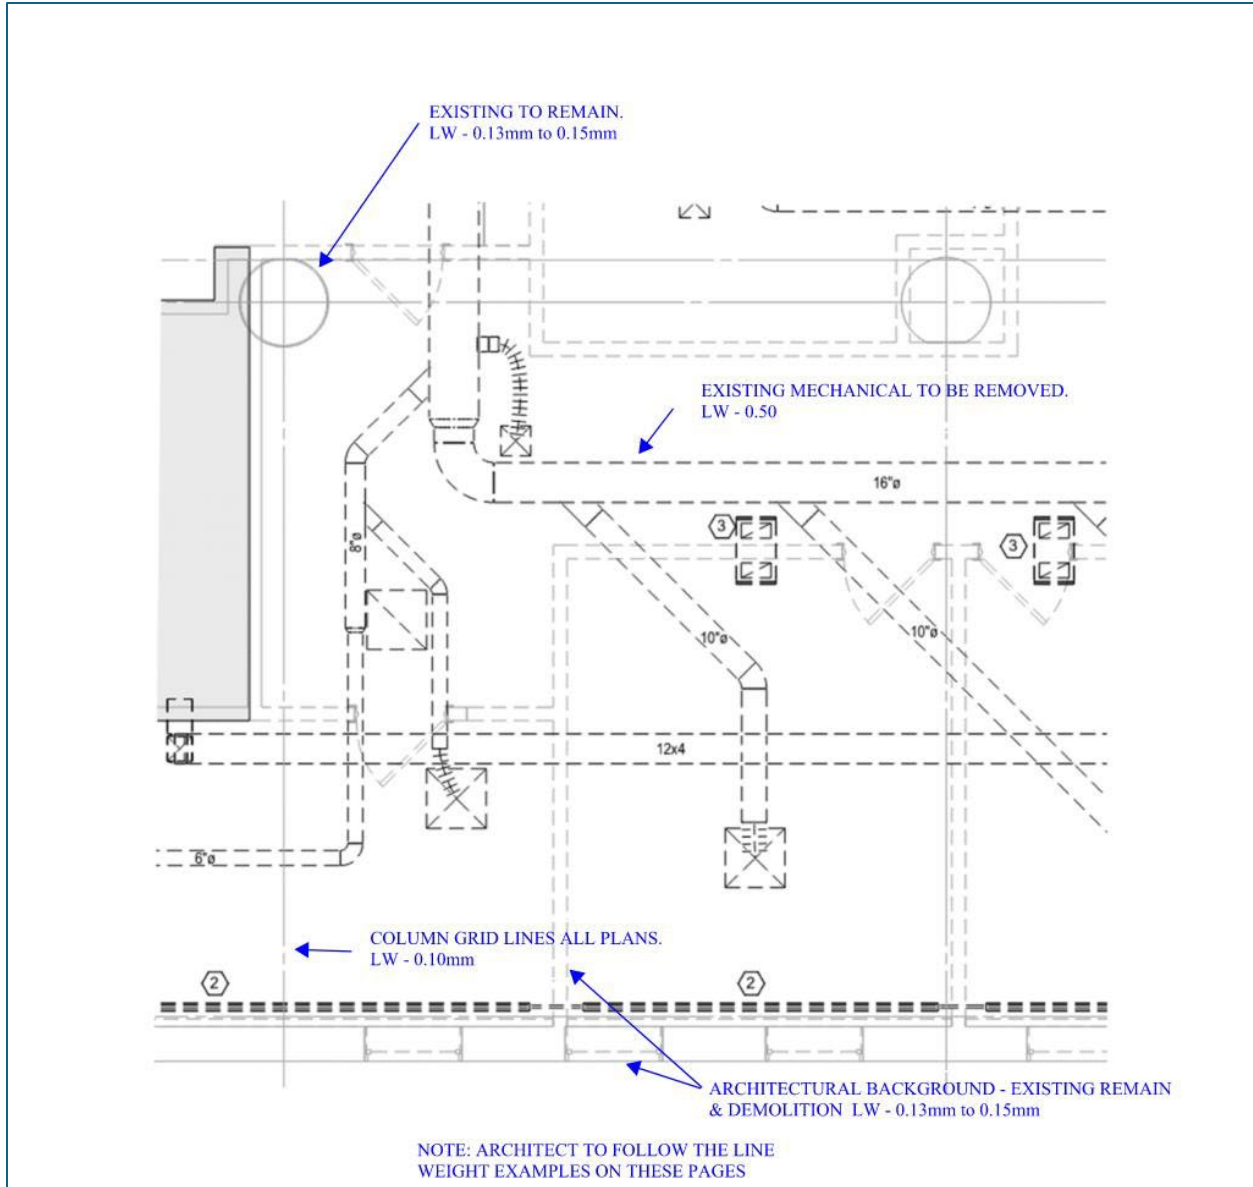 EXISTING TO REMAIN.
LW - 0.13mm to 0.15mm
EXISTING MECHANICAL TO BE REMOVED.
LW - 0.50
16"ø
3
3
8"ø
10"ø
10"ø
12x4
6"ø
COLUMN GRID LINES ALL PLANS.
LW - 0.10mm
2
2
ARCHITECTURAL BACKGROUND - EXISTING REMAIN
& DEMOLITION LW - 0.13mm to 0.15mm
NOTE: ARCHITECT TO FOLLOW THE LINE
WEIGHT EXAMPLES ON THESE PAGES